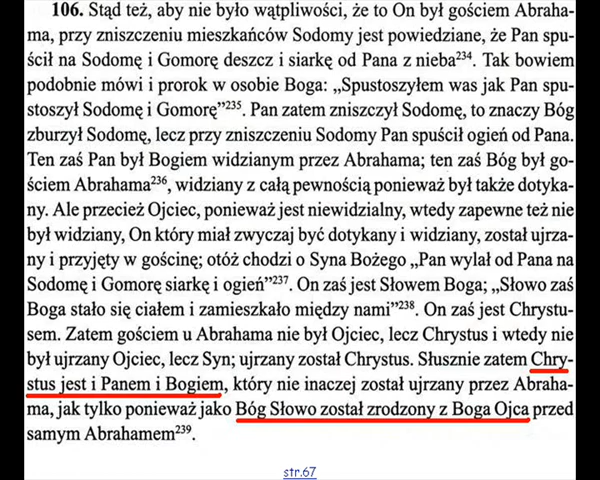 106. Stąd też, aby nie było wątpliwości, że to On był gościem Abraha-
ma, przy zniszczeniu mieszkańców Sodomy jest powiedziane, że Pan spu-
ścił na Sodomę i Gomorę deszcz i siarkę od Pana z nieba234. Tak bowiem
podobnie mówi i prorok w osobie Boga: „Spustoszyłem was jak Pan spu-
stoszył Sodomę i Gomorę”235. Pan zatem zniszczył Sodomę, to znaczy Bóg
zburzył Sodomę, lecz przy zniszczeniu Sodomy Pan spuścił ogień od Pana.
Ten zaś Pan był Bogiem widzianym przez Abrahama; ten zaś Bóg był go-
ściem Abrahama236, widziany z całą pewnością ponieważ był także dotyka-
ny. Ale przecież Ojciec, ponieważ jest niewidzialny, wtedy zapewne też nie
był widziany, On który miał zwyczaj być dotykany i widziany, został ujrza-
ny i przyjęty w gościnę; otóż chodzi o Syna Bożego „Pan wylał od Pana na
Sodomę i Gomorę siarkę i ogień”237. On zaś jest Słowem Boga; „Słowo zaś
Boga stało się ciałem i zamieszkało między nami”238. On zaś jest Chrystu-
sem. Zatem gościem u Abrahama nie był Ojciec, lecz Chrystus i wtedy nie
był ujrzany Ojciec, lecz Syn; ujrzany został Chrystus. Słusznie zatem Chry-
stus jest i Panem i Bogiem, który nie inaczej został ujrzany przez Abraha-
ma, jak tylko ponieważ jako Bóg Słowo został zrodzony z Boga Ojca przed
samym Abrahamem239.
str.67